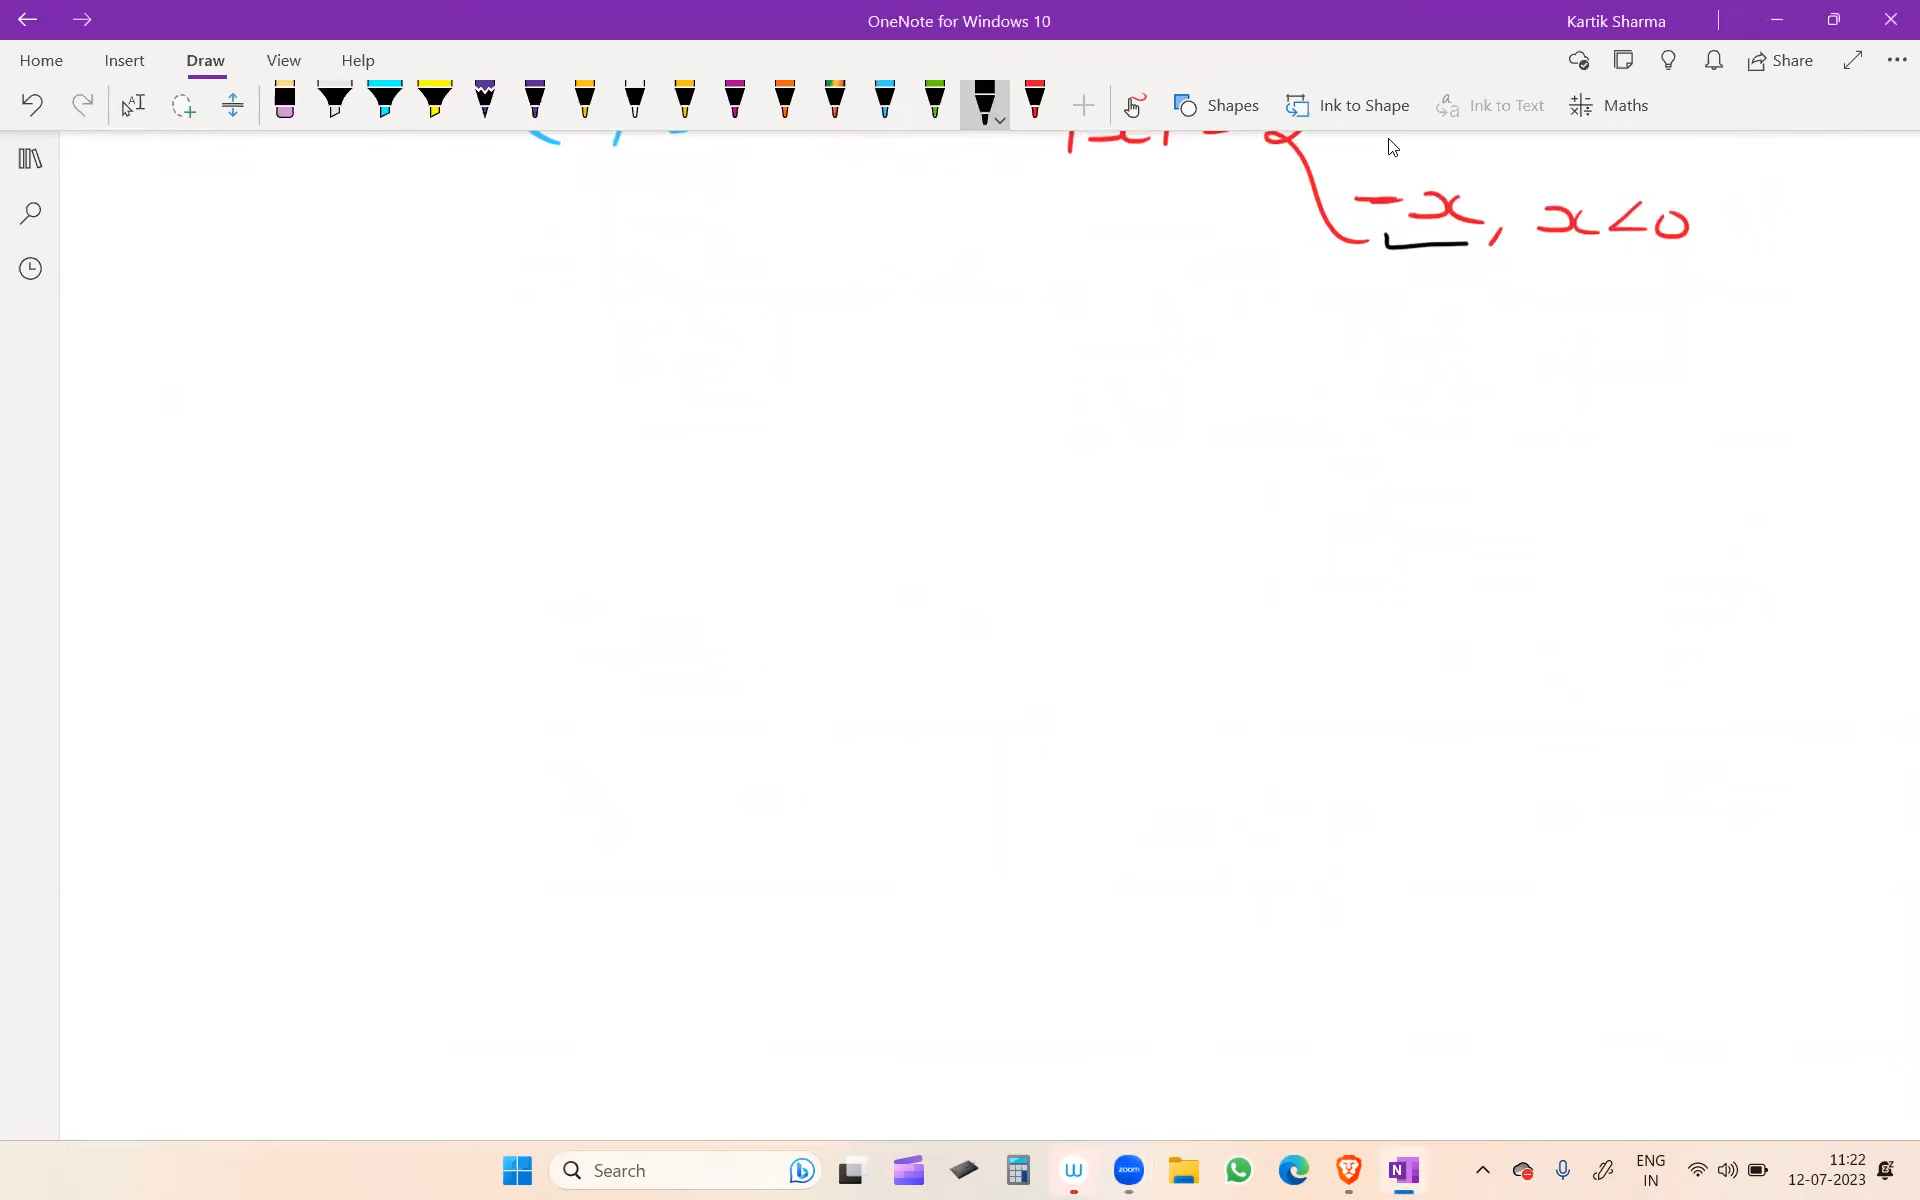 OneNote for Windows 10
Kartik Sharma
Home Insert Draw View Help
Share
Shapes Ink to Shape Ink to Text Maths
|x| =
-x, x<0
Search
zoom
ENG
IN
11:22
12-07-2023